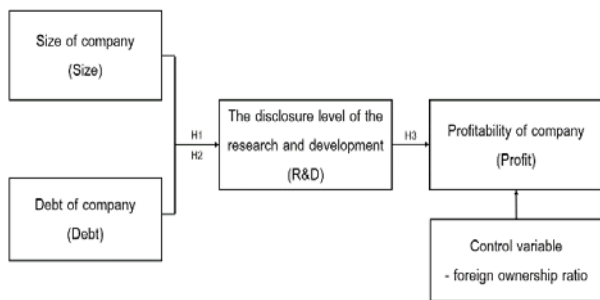 Size of company
(Size)
H1
H2
The disclosure level of the
research and development
(R&D)
H3
Profitability of company
(Profit)
Debt of company
(Debt)
Control variable
- foreign ownership ratio